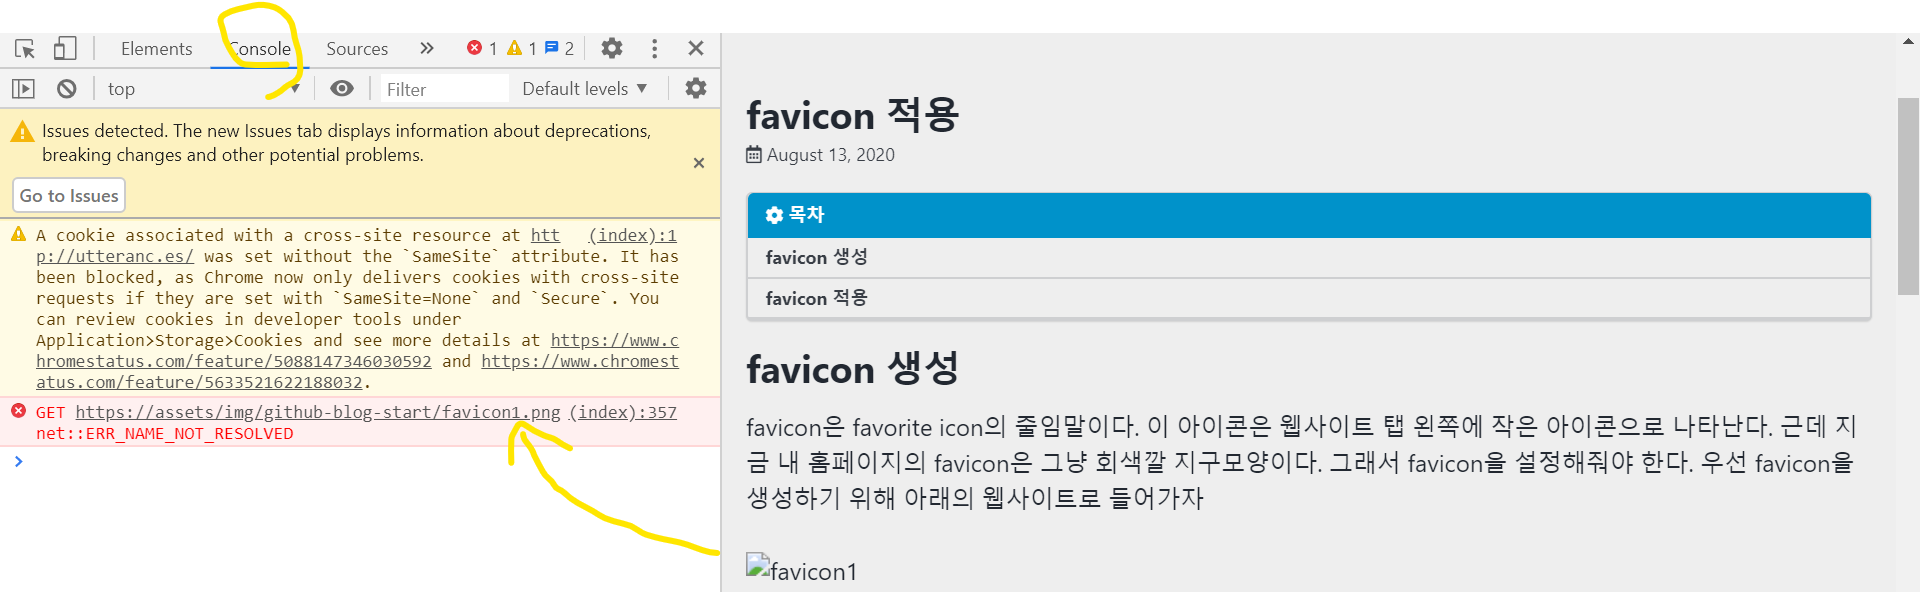 Elements Console Sources 1 1 2
top Filter Default levels
Issues detected. The new Issues tab displays information about deprecations,
breaking changes and other potential problems.
Go to Issues
A cookie associated with a cross-site resource at htt (index):1
p://utteranc.es/ was set without the `SameSite` attribute. It has
been blocked, as Chrome now only delivers cookies with cross-site
requests if they are set with `SameSite=None` and `Secure`. You
can review cookies in developer tools under
Application>Storage>Cookies and see more details at https://www.c
hromestatus.com/feature/5088147346030592 and https://www.chromest
atus.com/feature/5633521622188032.
GET https://assets/img/github-blog-start/favicon1.png (index):357
net::ERR_NAME_NOT_RESOLVED
favicon 적용
August 13, 2020
목차
favicon 생성
favicon 적용
favicon 생성
favicon은 favorite icon의 줄임말이다. 이 아이콘은 웹사이트 탭 왼쪽에 작은 아이콘으로 나타난다. 근데 지
금 내 홈페이지의 favicon은 그냥 회색깔 지구모양이다. 그래서 favicon을 설정해줘야 한다. 우선 favicon을
생성하기 위해 아래의 웹사이트로 들어가자
favicon1